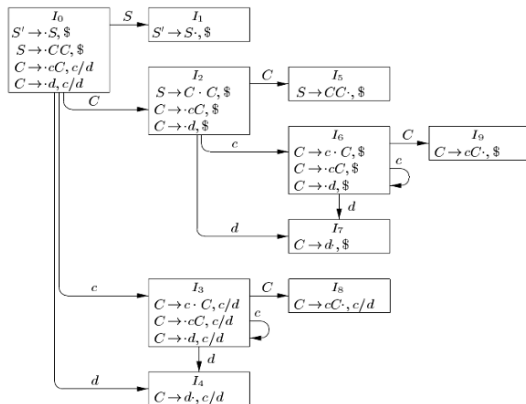 I₀
S' → ·S, $
S → ·CC, $
C → ·cC, c/d
C → ·d, c/d
S
I₁
S' → S·, $
C
I₂
S → C · C, $
C → ·cC, $
C → ·d, $
C
I₅
S → CC·, $
c
I₆
C → c · C, $
C → ·cC, $
C → ·d, $
C
I₉
C → cC·, $
c
d
d
I₇
C → d·, $
c
I₃
C → c · C, c/d
C → ·cC, c/d
C → ·d, c/d
C
I₈
C → cC·, c/d
c
d
d
I₄
C → d·, c/d